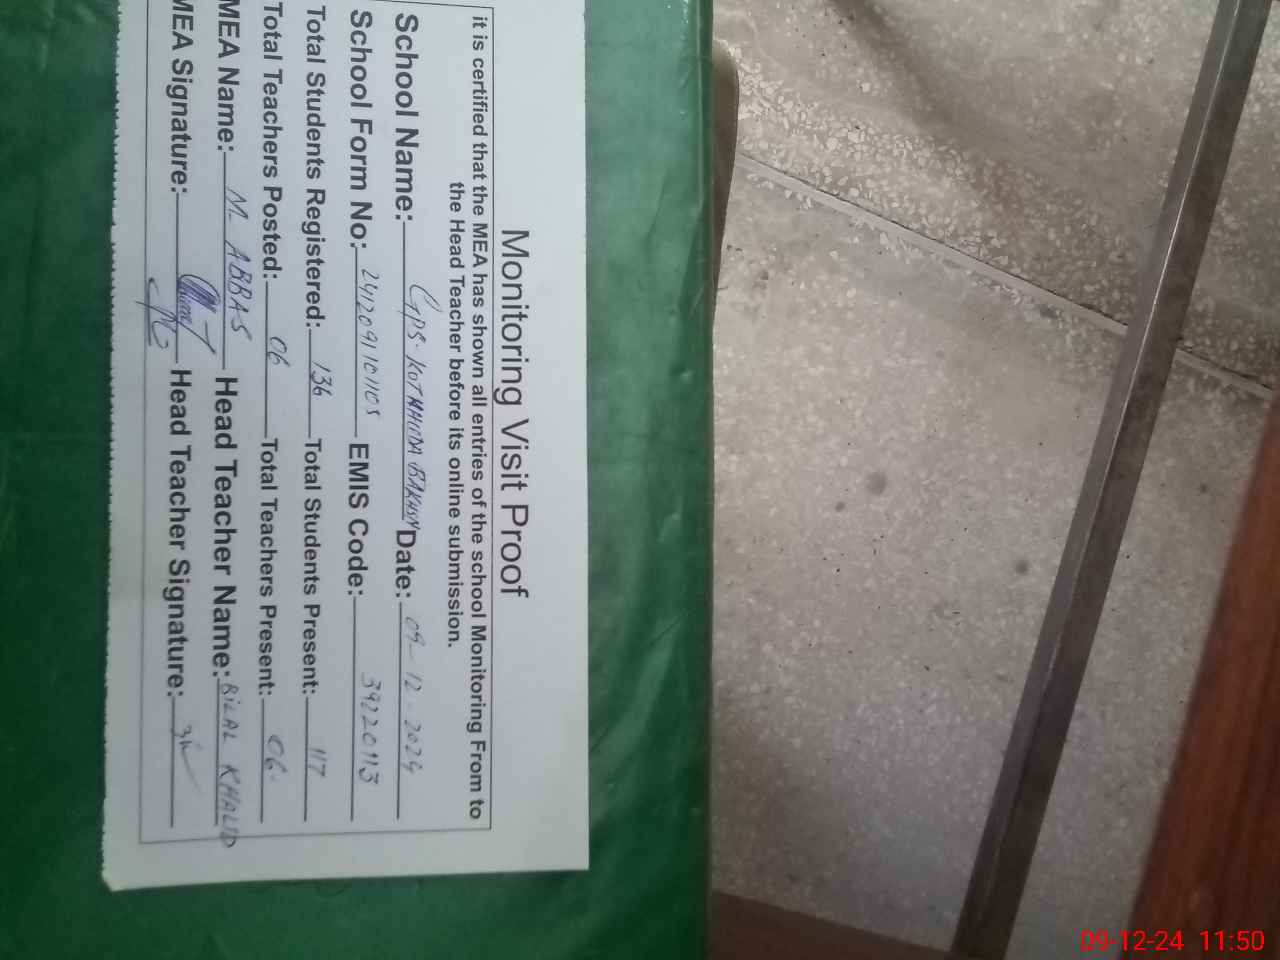 Monitoring Visit Proof
it is certified that the MEA has shown all entries of the school Monitoring From to
the Head Teacher before its online submission.
School Name: GPS. KOT MAHUDA BAKHSH Date: 09-12-2024
School Form No: 2412091101105 EMIS Code: 39220113
Total Students Registered: 136 Total Students Present: 117
Total Teachers Posted: 06 Total Teachers Present: 06.
MEA Name: M. ABBAS Head Teacher Name: BILAL KHALID
MEA Signature: Head Teacher Signature:
09-12-24 11:50